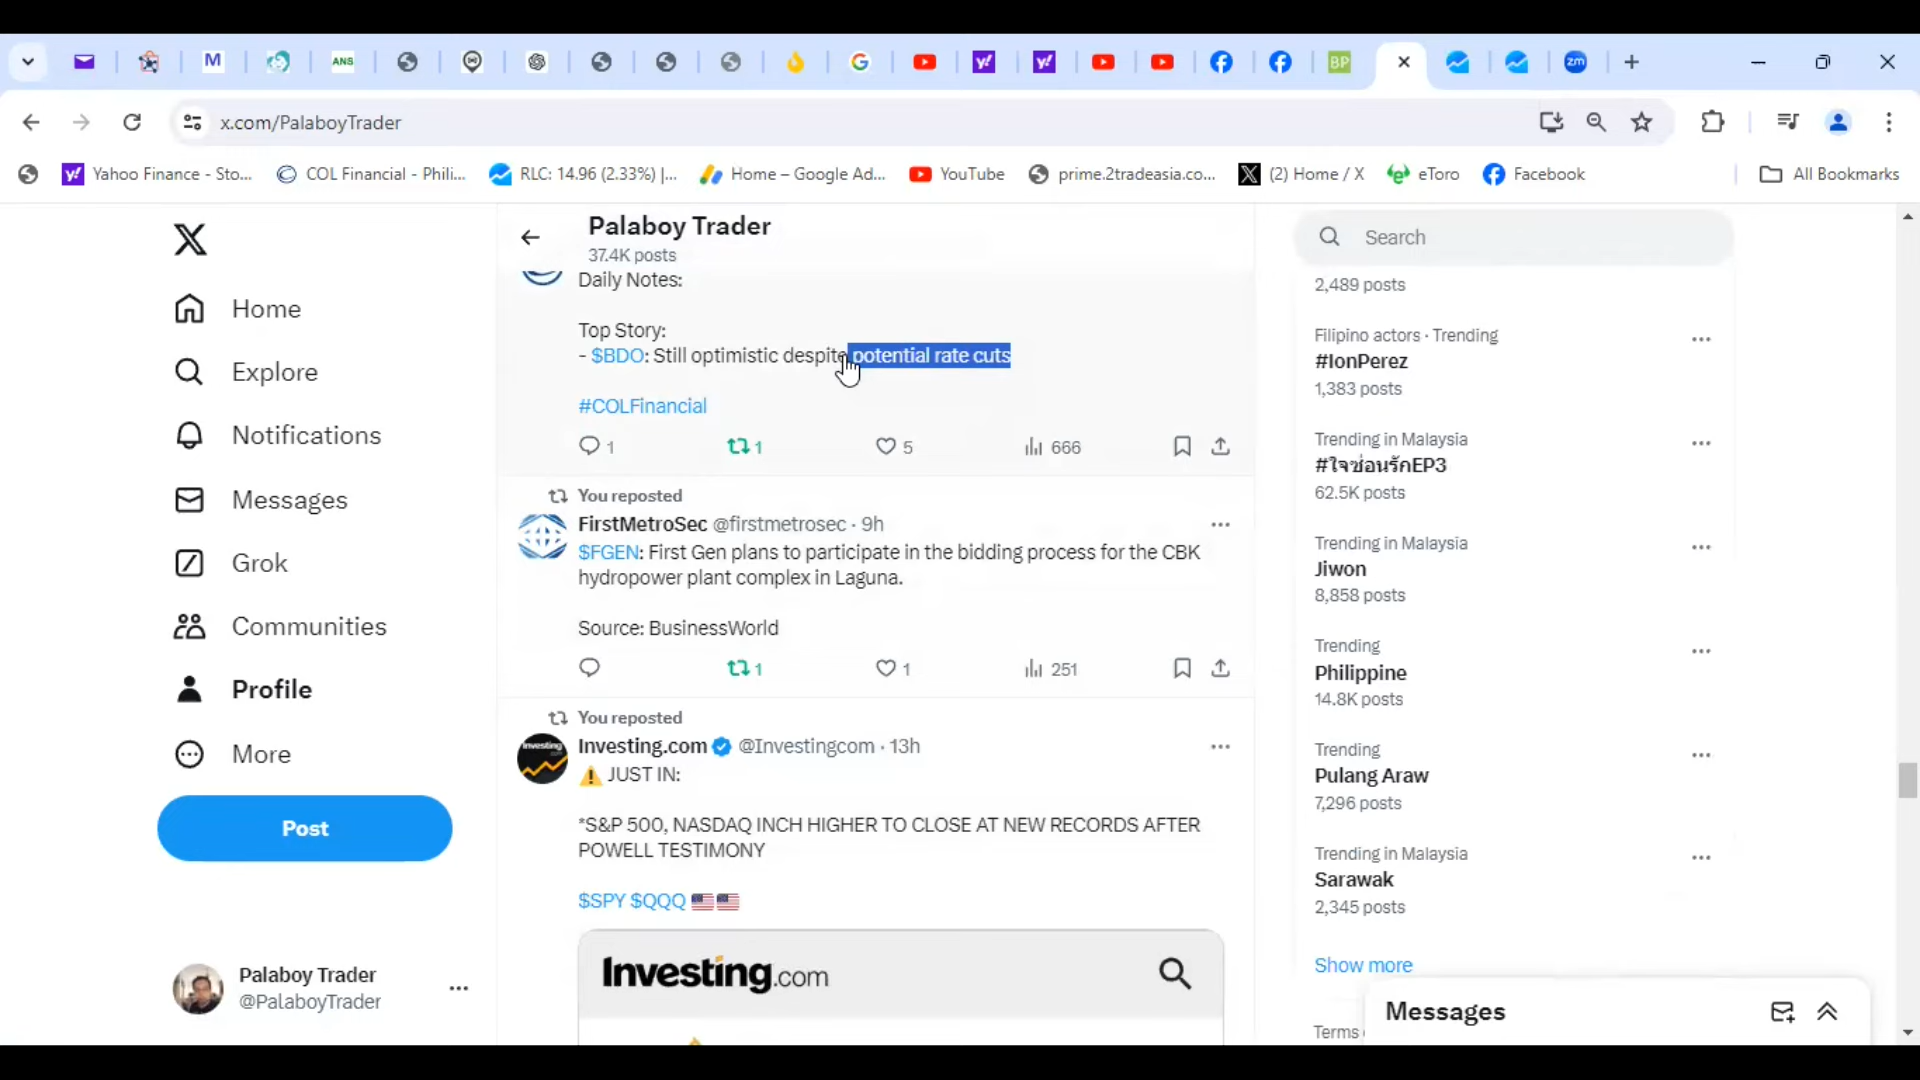 M
ANS
BP
zm
x.com/PalaboyTrader
Yahoo Finance - Sto...
COL Financial - Phili...
RLC: 14.96 (2.33%) |...
Home – Google Ad...
YouTube
prime.2tradeasia.co...
(2) Home / X
eToro
Facebook
All Bookmarks
Home
Explore
Notifications
Messages
Grok
Communities
Profile
More
Post
Palaboy Trader
@PalaboyTrader
Palaboy Trader
37.4K posts
Daily Notes:
Top Story:
- $BDO: Still optimistic despite potential rate cuts
#COLFinancial
1
1
5
666
You reposted
FirstMetroSec @firstmetrosec · 9h
$FGEN: First Gen plans to participate in the bidding process for the CBK
hydropower plant complex in Laguna.
Source: BusinessWorld
1
1
251
You reposted
Investing.com @Investingcom · 13h
⚠️ JUST IN:
*S&P 500, NASDAQ INCH HIGHER TO CLOSE AT NEW RECORDS AFTER
POWELL TESTIMONY
$SPY $QQQ 🇺🇸🇺🇸
Investing.com
Search
2,489 posts
Filipino actors · Trending
#IonPerez
1,383 posts
Trending in Malaysia
#ใจซ่อนรักEP3
62.5K posts
Trending in Malaysia
Jiwon
8,858 posts
Trending
Philippine
14.8K posts
Trending
Pulang Araw
7,296 posts
Trending in Malaysia
Sarawak
2,345 posts
Show more
Terms
Messages